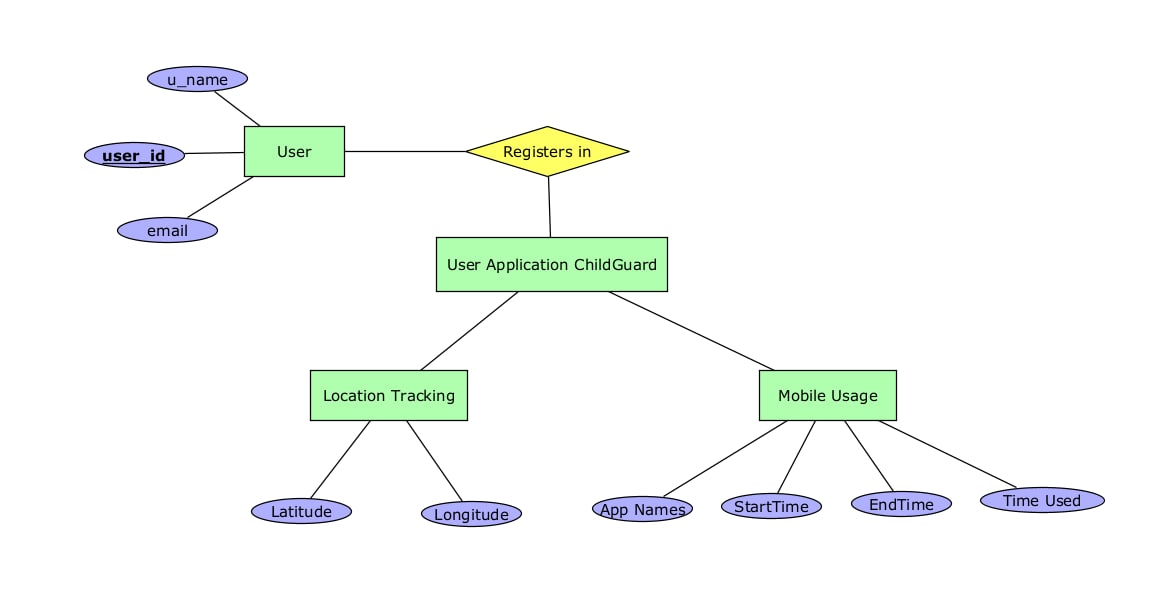 u_name
user_id
User
Registers in
email
User Application ChildGuard
Location Tracking
Mobile Usage
Latitude
Longitude
App Names
StartTime
EndTime
Time Used